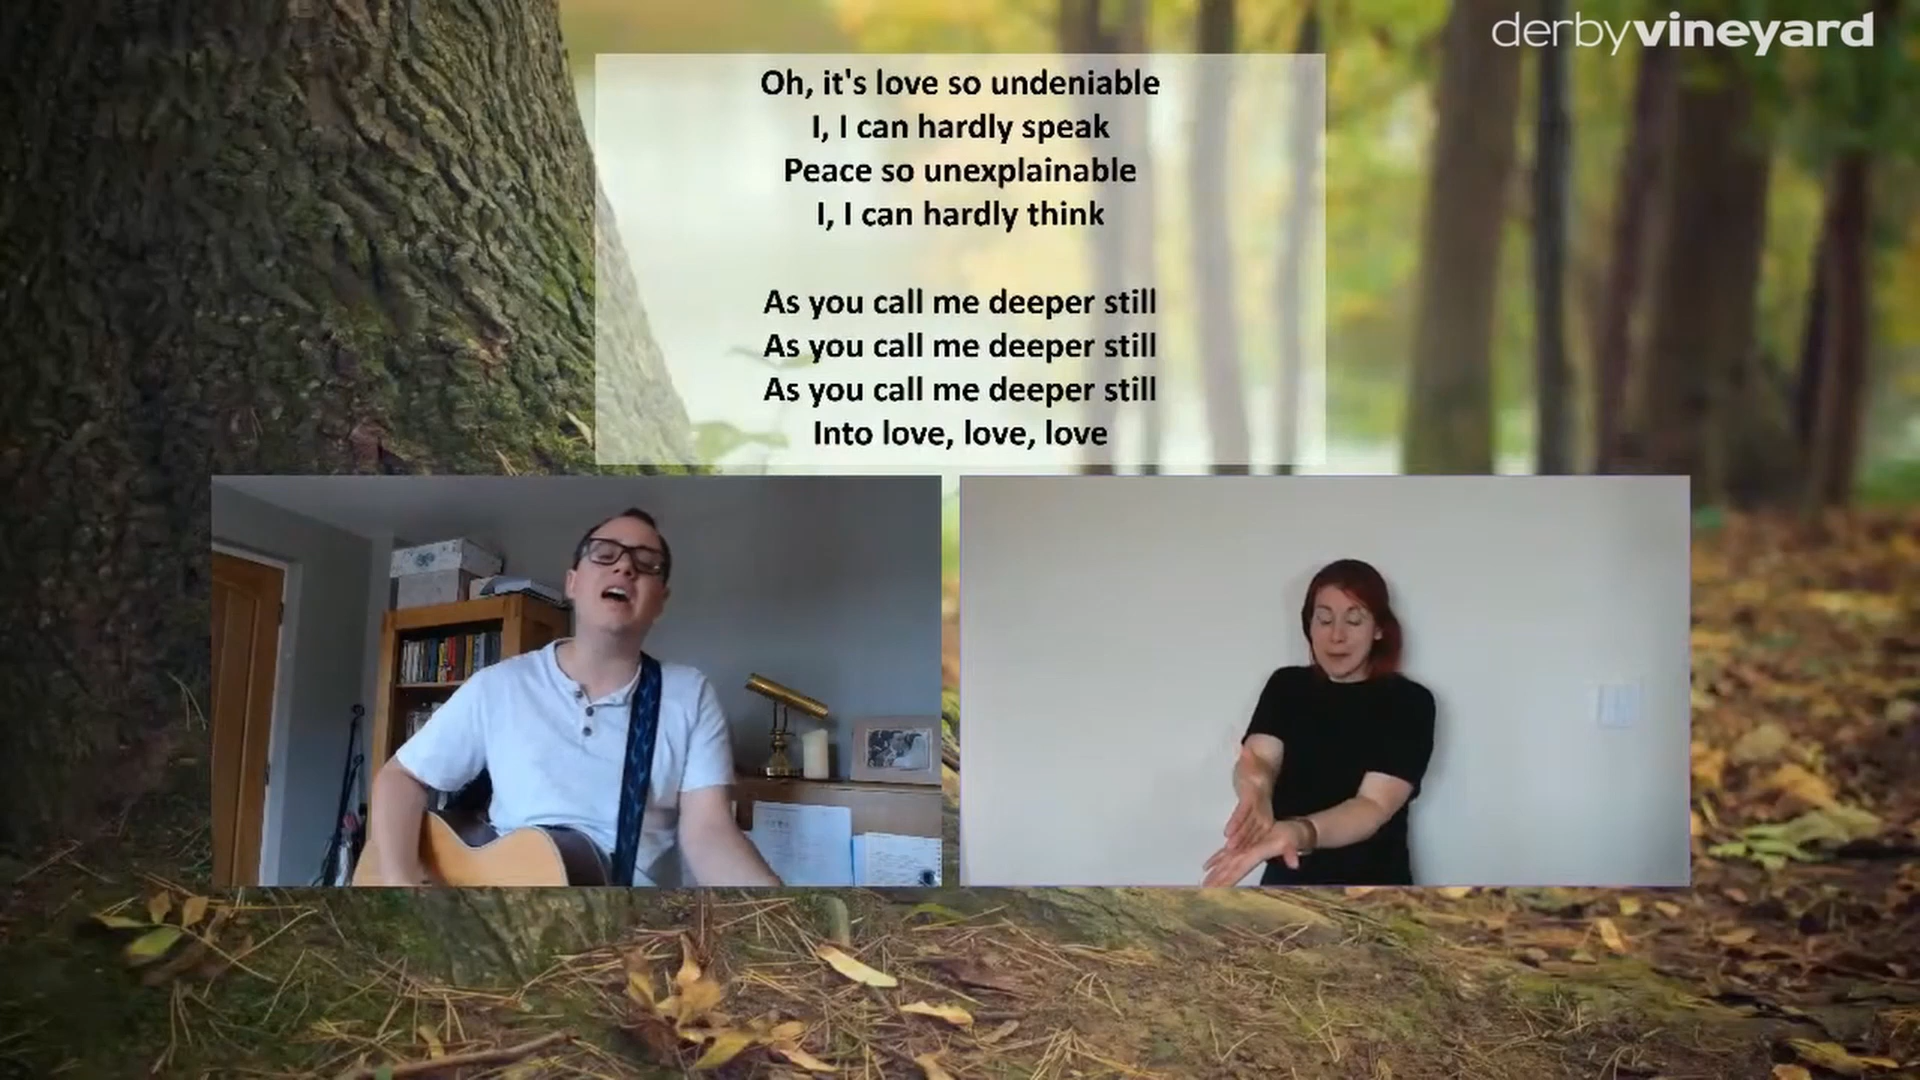 derbyvineyard
Oh, it's love so undeniable
I, I can hardly speak
Peace so unexplainable
I, I can hardly think
As you call me deeper still
As you call me deeper still
As you call me deeper still
Into love, love, love